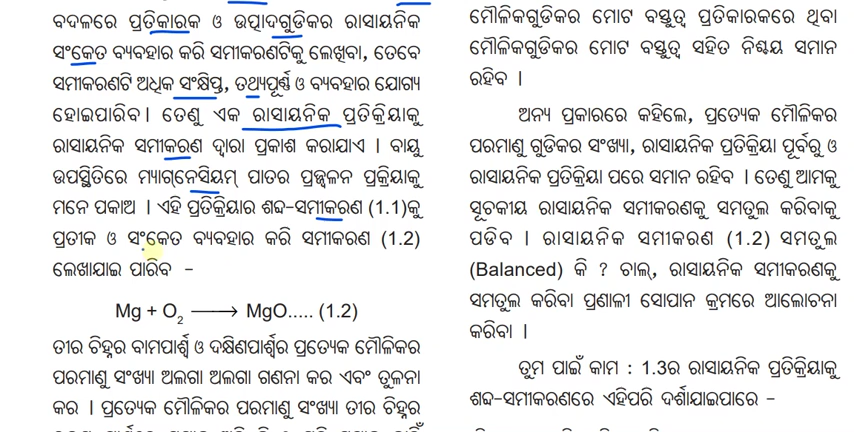 ବଦଳରେ ପ୍ରତିକାରକ ଓ ଉତ୍ପାଦଗୁଡିକର ରାସାୟନିକ
ସଂକେତ ବ୍ୟବହାର କରି ସମୀକରଣଟିକୁ ଲେଖିବା, ତେବେ
ସମୀକରଣଟି ଅଧିକ ସଂକ୍ଷିପ୍ତ, ତଥ୍ୟପୂର୍ଣ୍ଣ ଓ ବ୍ୟବହାର ଯୋଗ୍ୟ
ହୋଇପାରିବ। ତେଣୁ ଏକ ରାସାୟନିକ ପ୍ରତିକ୍ରିୟାକୁ
ରାସାୟନିକ ସମୀକରଣ ଦ୍ୱାରା ପ୍ରକାଶ କରାଯାଏ । ବାୟୁ
ଉପସ୍ଥିତିରେ ମ୍ୟାଗ୍‌ନେସିୟମ୍ ପାତର ପ୍ରଜ୍ଜ୍ୱଳନ ପ୍ରକ୍ରିୟାକୁ
ମନେ ପକାଅ । ଏହି ପ୍ରତିକ୍ରିୟାର ଶବ୍ଦ-ସମୀକରଣ (1.1)କୁ
ପ୍ରତୀକ ଓ ସଂକେତ ବ୍ୟବହାର କରି ସମୀକରଣ (1.2)
ଲେଖାଯାଇ ପାରିବ -
Mg + O₂ ⟶ MgO..... (1.2)
ତୀର ଚିହ୍ନର ବାମପାର୍ଶ୍ୱ ଓ ଦକ୍ଷିଣପାର୍ଶ୍ୱର ପ୍ରତ୍ୟେକ ମୌଳିକର
ପରମାଣୁ ସଂଖ୍ୟା ଅଲଗା ଅଲଗା ଗଣନା କର ଏବଂ ତୁଳନା
କର । ପ୍ରତ୍ୟେକ ମୌଳିକର ପରମାଣୁ ସଂଖ୍ୟା ତୀର ଚିହ୍ନର
ମୌଳିକଗୁଡିକର ମୋଟ ବସ୍ତୁତ୍ୱ ପ୍ରତିକାରକରେ ଥିବା
ମୌଳିକଗୁଡିକର ମୋଟ ବସ୍ତୁତ୍ୱ ସହିତ ନିଶ୍ଚୟ ସମାନ
ରହିବ ।
ଅନ୍ୟ ପ୍ରକାରରେ କହିଲେ, ପ୍ରତ୍ୟେକ ମୌଳିକର
ପରମାଣୁ ଗୁଡିକର ସଂଖ୍ୟା, ରାସାୟନିକ ପ୍ରତିକ୍ରିୟା ପୂର୍ବରୁ ଓ
ରାସାୟନିକ ପ୍ରତିକ୍ରିୟା ପରେ ସମାନ ରହିବ । ତେଣୁ ଆମକୁ
ସୂଚକୀୟ ରାସାୟନିକ ସମୀକରଣକୁ ସମତୁଲ କରିବାକୁ
ପଡିବ । ରାସାୟନିକ ସମୀକରଣ (1.2) ସମତୁଲ
(Balanced) କି ? ଚାଲ୍, ରାସାୟନିକ ସମୀକରଣକୁ
ସମତୁଲ କରିବା ପ୍ରଣାଳୀ ସୋପାନ କ୍ରମରେ ଆଲୋଚନା
କରିବା ।
ତୁମ ପାଇଁ କାମ : 1.3ର ରାସାୟନିକ ପ୍ରତିକ୍ରିୟାକୁ
ଶବ୍ଦ-ସମୀକରଣରେ ଏହିପରି ଦର୍ଶାଯାଇପାରେ -